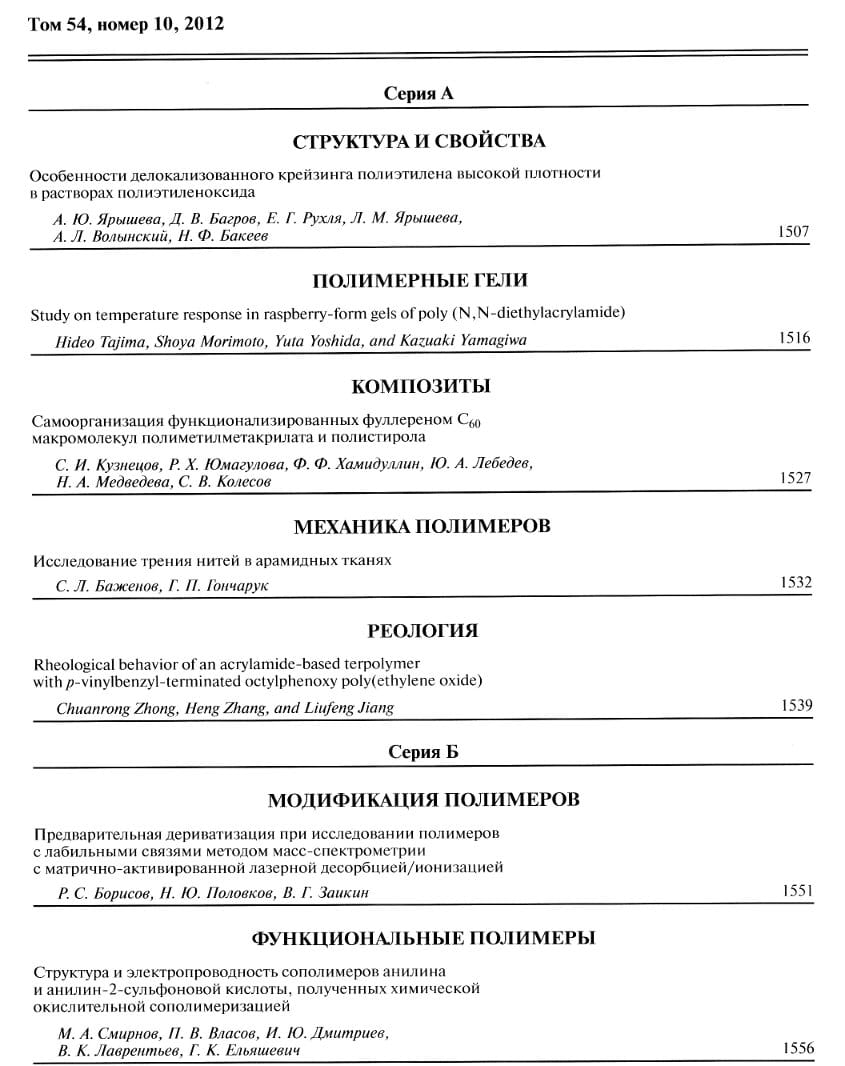 Том 54, номер 10, 2012
Серия А
СТРУКТУРА И СВОЙСТВА
Особенности делокализованного крейзинга полиэтилена высокой плотности
в растворах полиэтиленоксида
А. Ю. Ярышева, Д. В. Багров, Е. Г. Рухля, Л. М. Ярышева,
А. Л. Волынский, Н. Ф. Бакеев 1507
ПОЛИМЕРНЫЕ ГЕЛИ
Study on temperature response in raspberry-form gels of poly (N,N-diethylacrylamide)
Hideo Tajima, Shoya Morimoto, Yuta Yoshida, and Kazuaki Yamagiwa 1516
КОМПОЗИТЫ
Самоорганизация функционализированных фуллереном C60
макромолекул полиметилметакрилата и полистирола
С. И. Кузнецов, Р. Х. Юмагулова, Ф. Ф. Хамидуллин, Ю. А. Лебедев,
Н. А. Медведева, С. В. Колесов 1527
МЕХАНИКА ПОЛИМЕРОВ
Исследование трения нитей в арамидных тканях
С. Л. Баженов, Г. П. Гончарук 1532
РЕОЛОГИЯ
Rheological behavior of an acrylamide-based terpolymer
with p-vinylbenzyl-terminated octylphenoxy poly(ethylene oxide)
Chuanrong Zhong, Heng Zhang, and Liufeng Jiang 1539
Серия Б
МОДИФИКАЦИЯ ПОЛИМЕРОВ
Предварительная дериватизация при исследовании полимеров
с лабильными связями методом масс-спектрометрии
с матрично-активированной лазерной десорбцией/ионизацией
Р. С. Борисов, Н. Ю. Половков, В. Г. Заикин 1551
ФУНКЦИОНАЛЬНЫЕ ПОЛИМЕРЫ
Структура и электропроводность сополимеров анилина
и анилин-2-сульфоновой кислоты, полученных химической
окислительной сополимеризацией
М. А. Смирнов, П. В. Власов, И. Ю. Дмитриев,
В. К. Лаврентьев, Г. К. Ельяшевич 1556